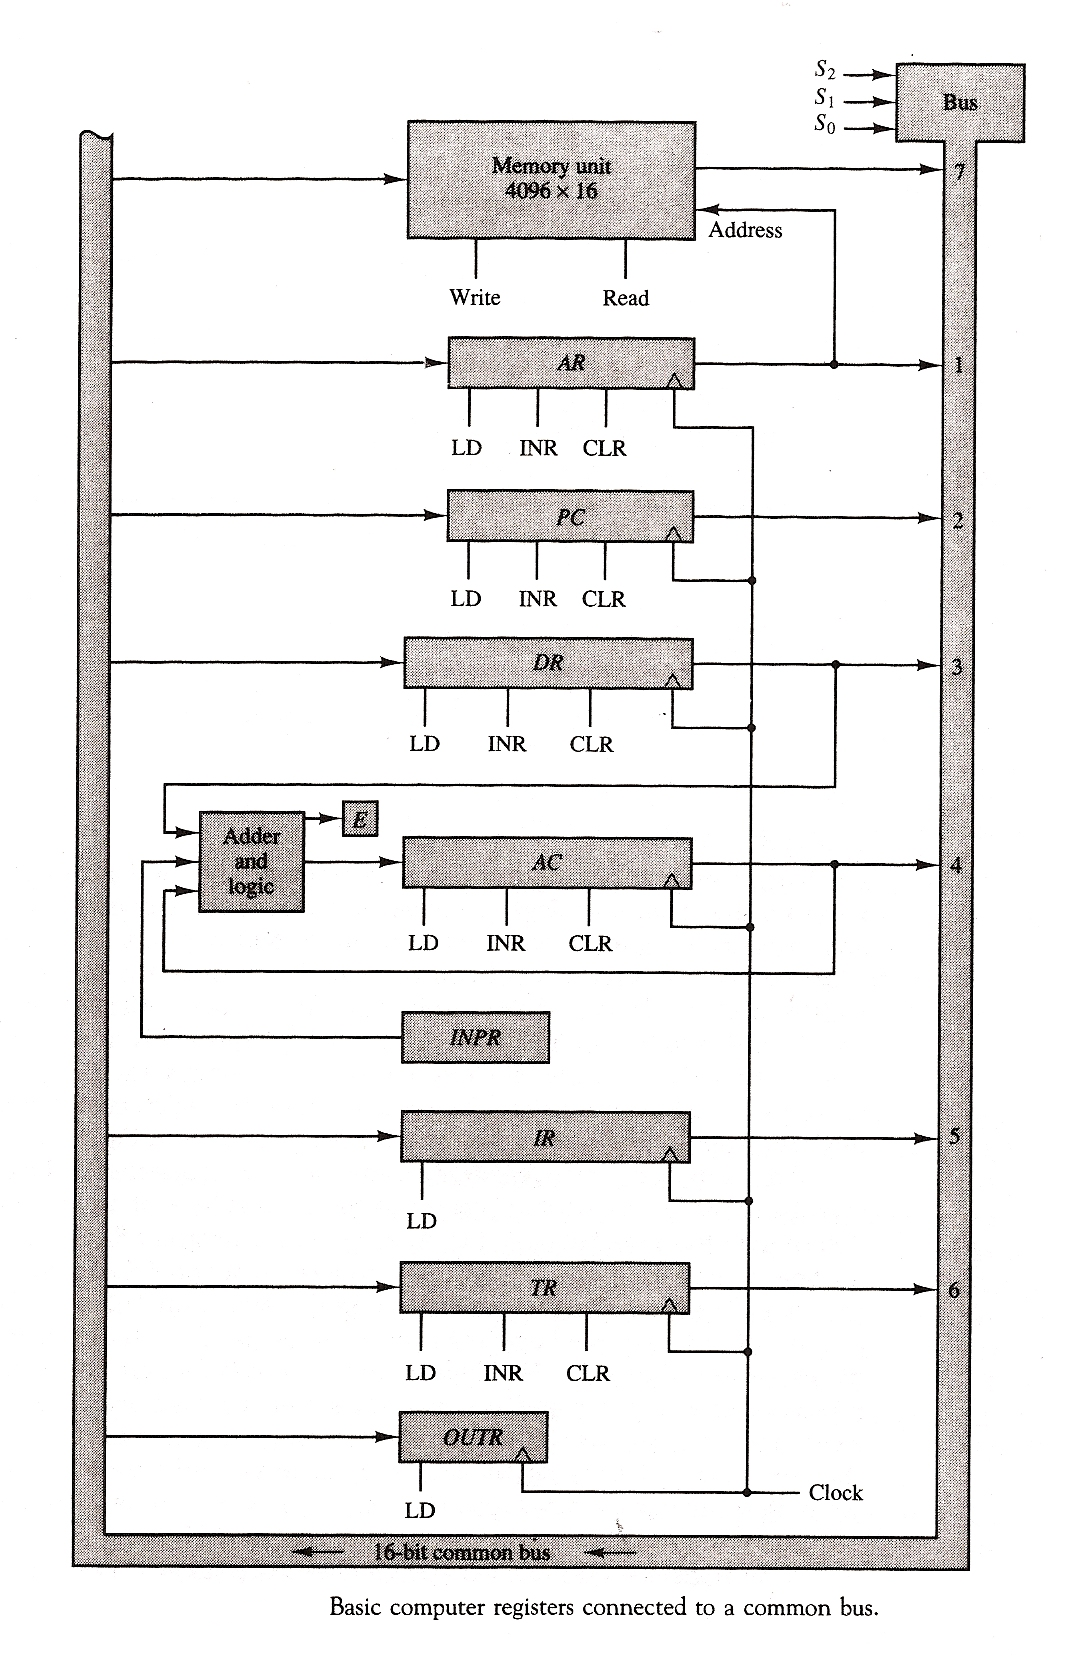 S2
S1
S0
Bus
Memory unit
4096 × 16
7
Address
Write Read
AR
1
LD INR CLR
PC
2
LD INR CLR
DR
3
LD INR CLR
E
Adder
and
logic
AC
4
LD INR CLR
INPR
IR
5
LD
TR
6
LD INR CLR
OUTR
LD
Clock
16-bit common bus
Basic computer registers connected to a common bus.